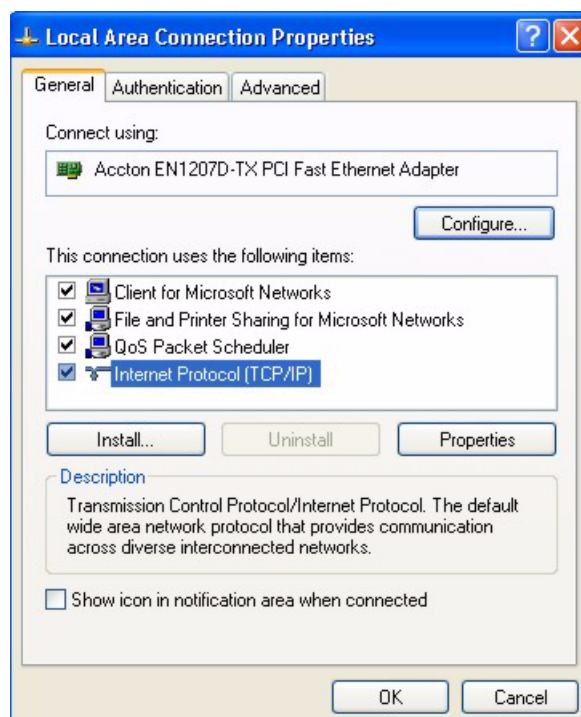 Local Area Connection Properties
General Authentication Advanced
Connect using:
Accton EN1207D-TX PCI Fast Ethernet Adapter
Configure...
This connection uses the following items:
Client for Microsoft Networks
File and Printer Sharing for Microsoft Networks
QoS Packet Scheduler
Internet Protocol (TCP/IP)
Install... Uninstall Properties
Description
Transmission Control Protocol/Internet Protocol. The default
wide area network protocol that provides communication
across diverse interconnected networks.
Show icon in notification area when connected
OK Cancel